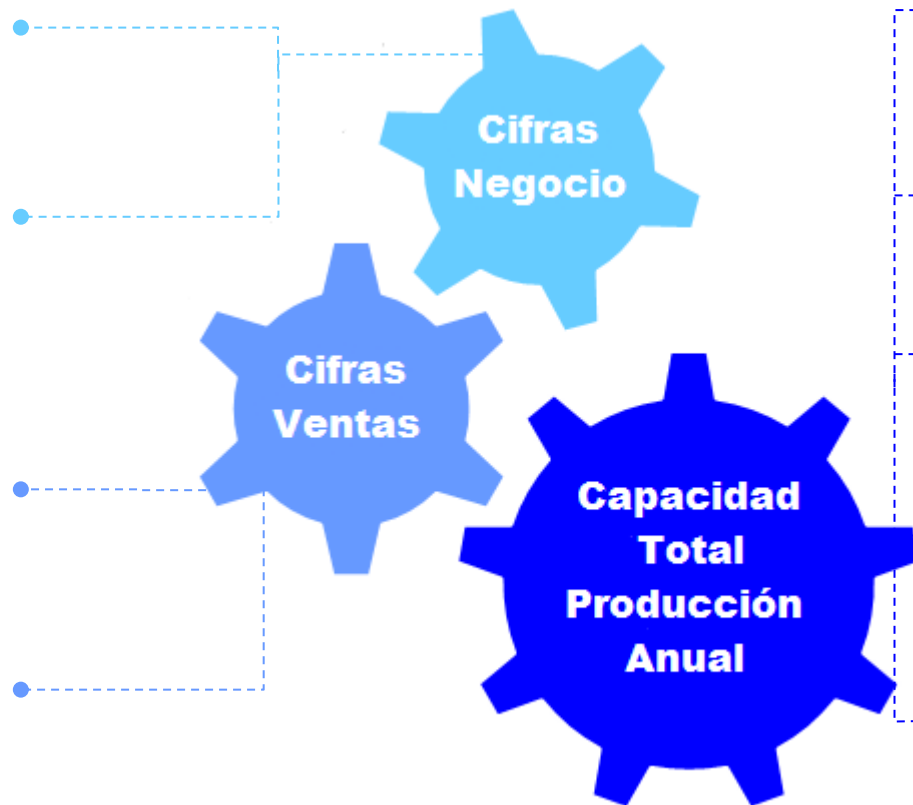 Cifras
Negocio
Cifras
Ventas
Capacidad
Total
Producción
Anual